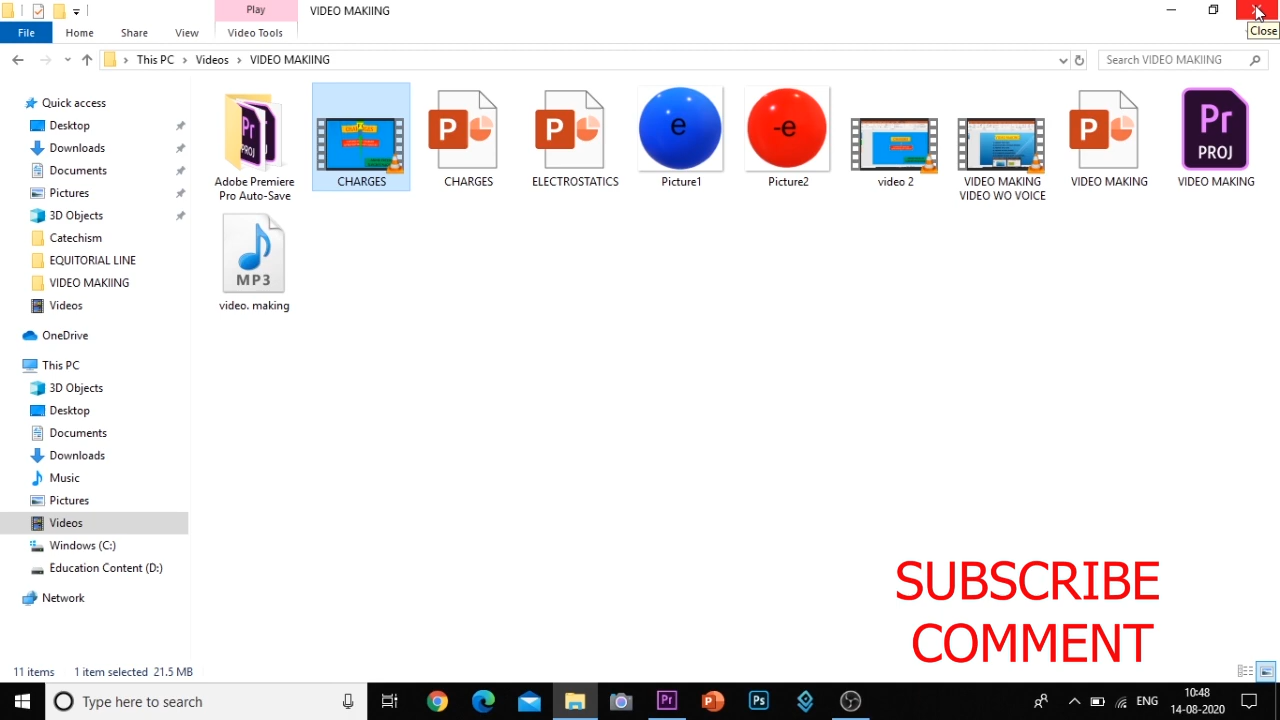 Play
VIDEO MAKIING
File
Home
Share
View
Video Tools
Close
This PC
Videos
VIDEO MAKIING
Search VIDEO MAKIING
Quick access
Desktop
Downloads
Documents
Pictures
3D Objects
Catechism
EQUITORIAL LINE
VIDEO MAKIING
Videos
OneDrive
This PC
3D Objects
Desktop
Documents
Downloads
Music
Pictures
Videos
Windows (C:)
Education Content (D:)
Network
Pr
P
P
e
-e
P
Pr
PROJ
Adobe Premiere
Pro Auto-Save
CHARGES
CHARGES
ELECTROSTATICS
Picture1
Picture2
video 2
VIDEO MAKING
VIDEO WO VOICE
VIDEO MAKING
VIDEO MAKING
MP3
video. making
SUBSCRIBE
COMMENT
11 items
1 item selected 21.5 MB
Type here to search
Pr
P
Ps
ENG
10:48
14-08-2020